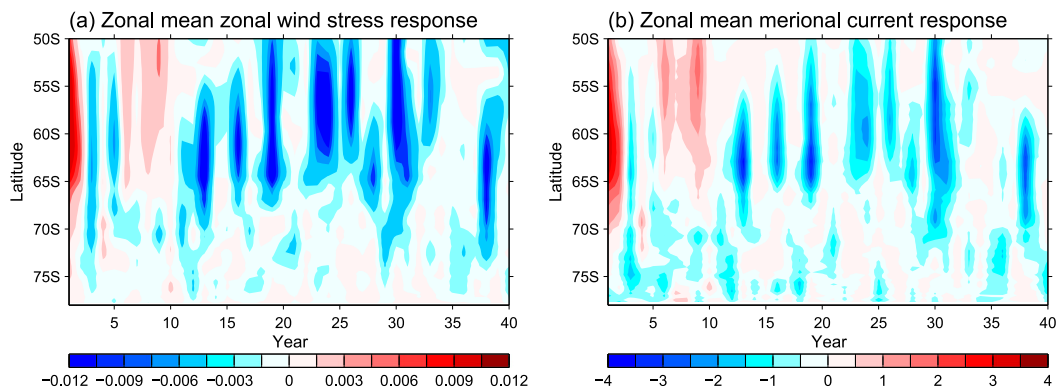 (a) Zonal mean zonal wind stress response
50S
55S
60S
65S
70S
75S
Latitude
5 10 15 20 25 30 35 40
Year
−0.012 −0.009 −0.006 −0.003 0 0.003 0.006 0.009 0.012
(b) Zonal mean merional current response
50S
55S
60S
65S
70S
75S
Latitude
5 10 15 20 25 30 35 40
Year
−4 −3 −2 −1 0 1 2 3 4